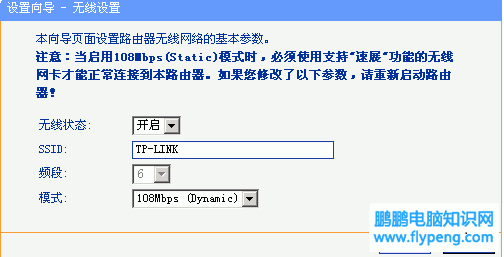 设置向导 - 无线设置
本向导页面设置路由器无线网络的基本参数。
注意：当启用108Mbps(Static)模式时，必须使用支持“速展”功能的无线
网卡才能正常连接到本路由器。如果您修改了以下参数，请重新启动路由
器！
无线状态： 开启
SSID： TP-LINK
频段： 6
模式： 108Mbps (Dynamic)
鹏鹏电脑知识网
www.flypeng.com